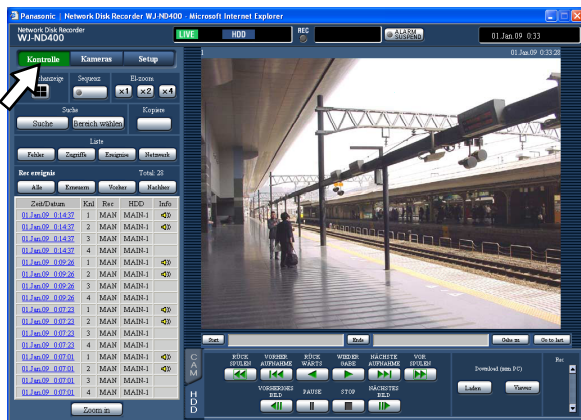 Panasonic | Network Disk Recorder WJ-ND400 - Microsoft Internet Explorer
Network Disk Recorder
WJ-ND400
LIVE HDD REC ALARM SUSPEND 01.Jan.09 0:33
Kontrolle Kameras Setup
Sequenz El-zoom
x1 x2 x4
Suche Kopiere
Suche Bereich wählen
Liste
Fehler Zugriffs Ereignise Netzwerk
Rec ereignis Total: 28
Alle Erneuern Vorher Nachher
Zeit/Datum Knl Rec HDD Info
01.Jan.09 0:14:37 1 MAN MAIN-1
01.Jan.09 0:14:37 2 MAN MAIN-1
01.Jan.09 0:14:37 3 MAN MAIN-1
01.Jan.09 0:14:37 4 MAN MAIN-1
01.Jan.09 0:09:26 1 MAN MAIN-1
01.Jan.09 0:09:26 2 MAN MAIN-1
01.Jan.09 0:09:26 3 MAN MAIN-1
01.Jan.09 0:09:26 4 MAN MAIN-1
01.Jan.09 0:07:23 1 MAN MAIN-1
01.Jan.09 0:07:23 2 MAN MAIN-1
01.Jan.09 0:07:23 3 MAN MAIN-1
01.Jan.09 0:07:23 4 MAN MAIN-1
01.Jan.09 0:07:01 1 MAN MAIN-1
01.Jan.09 0:07:01 2 MAN MAIN-1
01.Jan.09 0:07:01 3 MAN MAIN-1
01.Jan.09 0:07:01 4 MAN MAIN-1
Zoom in
1 01.Jan.09 0:33:28
Start Ende Gehe zu Go to last
CAM
HDD
RÜCK SPULEN VORHER AUFNAHME RÜCK WÄRTS WIEDER GABE NÄCHSTE AUFNAHME VOR SPULEN
VORHERIGES BILD PAUSE STOP NÄCHSTES BILD
Download (zum PC)
Laden Viewer
Rec